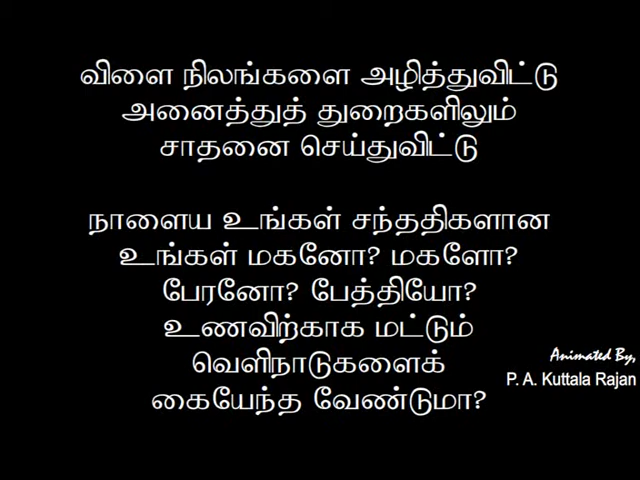 விளை நிலங்களை அழித்துவிட்டு
அனைத்துத் துறைகளிலும்
சாதனை செய்துவிட்டு
நாளைய உங்கள் சந்ததிகளான
உங்கள் மகனோ? மகளோ?
பேரனோ? பேத்தியோ?
உணவிற்காக மட்டும்
வெளிநாடுகளைக்
கையேந்த வேண்டுமா?
Animated By,
P. A. Kuttala Rajan